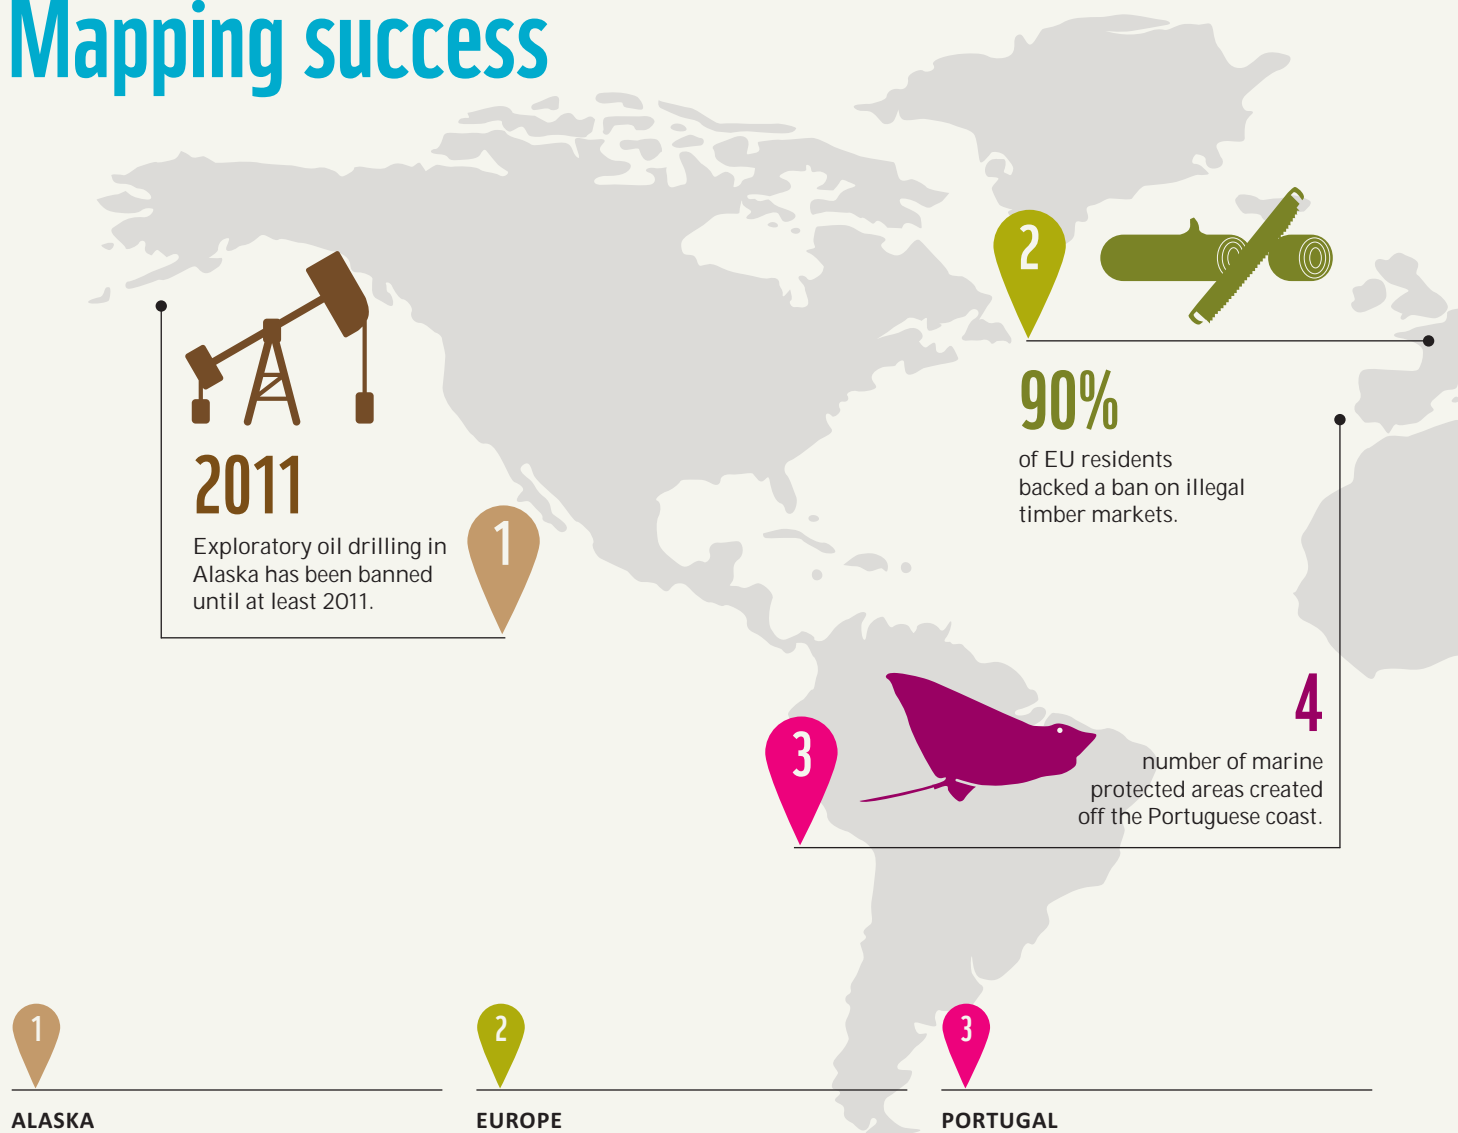 Mapping success
2
90%
of EU residents
backed a ban on illegal
timber markets.
2011
Exploratory oil drilling in
Alaska has been banned
until at least 2011.
1
3
4
number of marine
protected areas created
off the Portuguese coast.
1
ALASKA
2
EUROPE
3
PORTUGAL